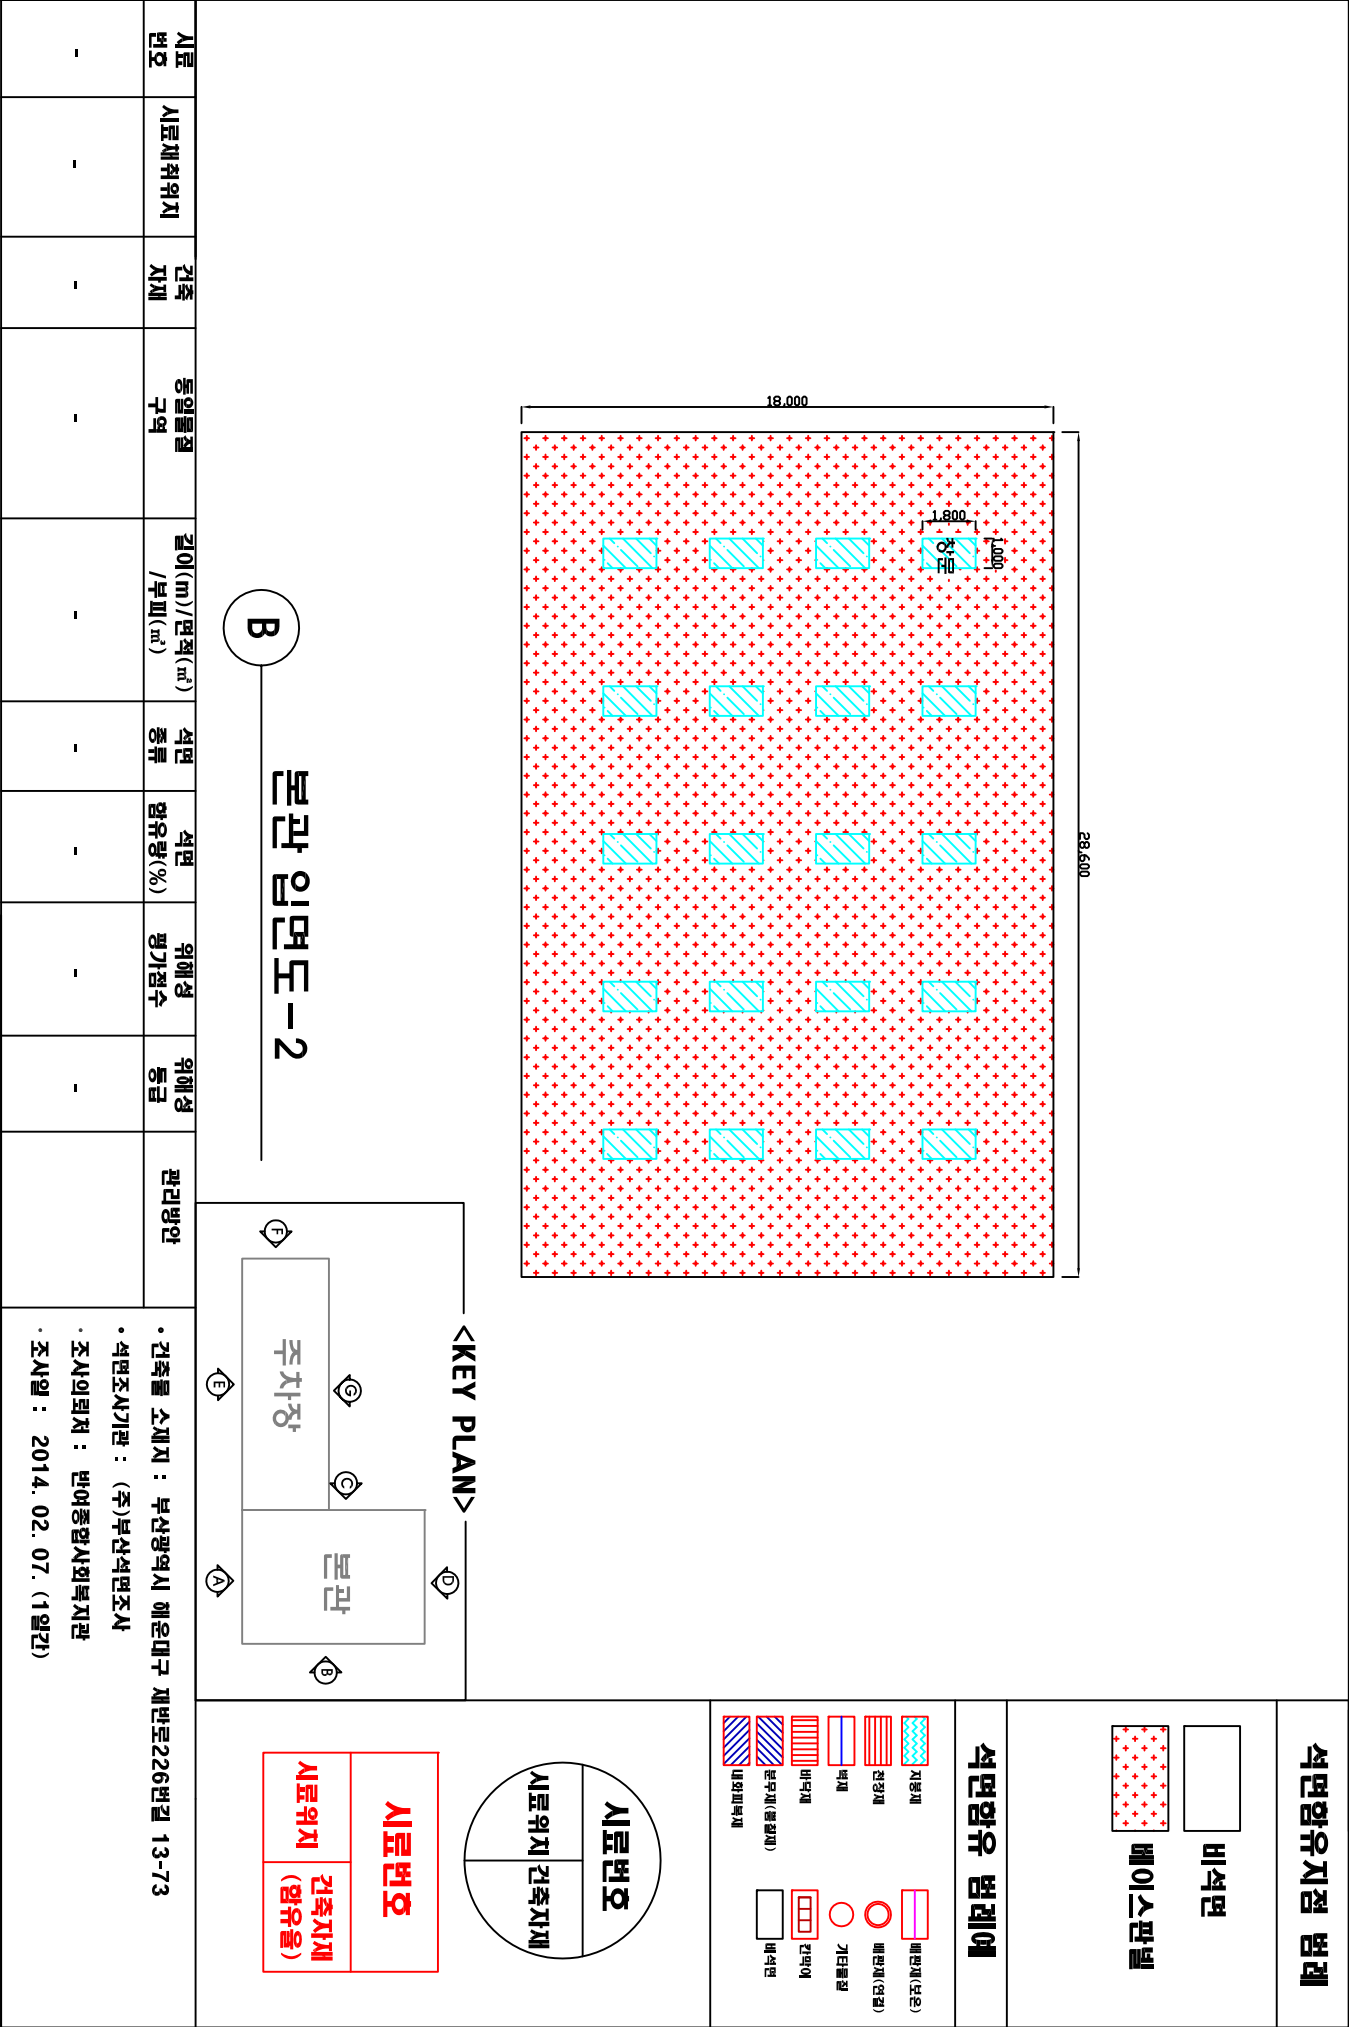 18,000
28,600
1,800
1,000
창문
B
본관 입면도-2
석면함유지점 범례
비석면
베이스판넬
석면함유 범례예
지붕재
천정재
벽재
바닥재
분무재(뿜칠재)
내화피복재
배관재(보온)
배관재(연결)
기타물질
칸막이
비석면
시료번호
시료위치
건축자재
시료번호
시료위치
건축자재
(함유율)
<KEY PLAN>
주차장
본관
A
B
C
D
E
F
G
시료
번호
시료채취위치
건축
자재
동일물질
구역
길이(m)/면적(㎡)
/부피(㎥)
석면
종류
석면
함유량(%)
위해성
평가점수
위해성
등급
관리방안
-
-
-
-
-
-
-
-
-
• 건축물 소재지 : 부산광역시 해운대구 재반로226번길 13-73
• 석면조사기관 : (주)부산석면조사
· 조사의뢰처 : 반여종합사회복지관
· 조사일 : 2014. 02. 07. (1일간)